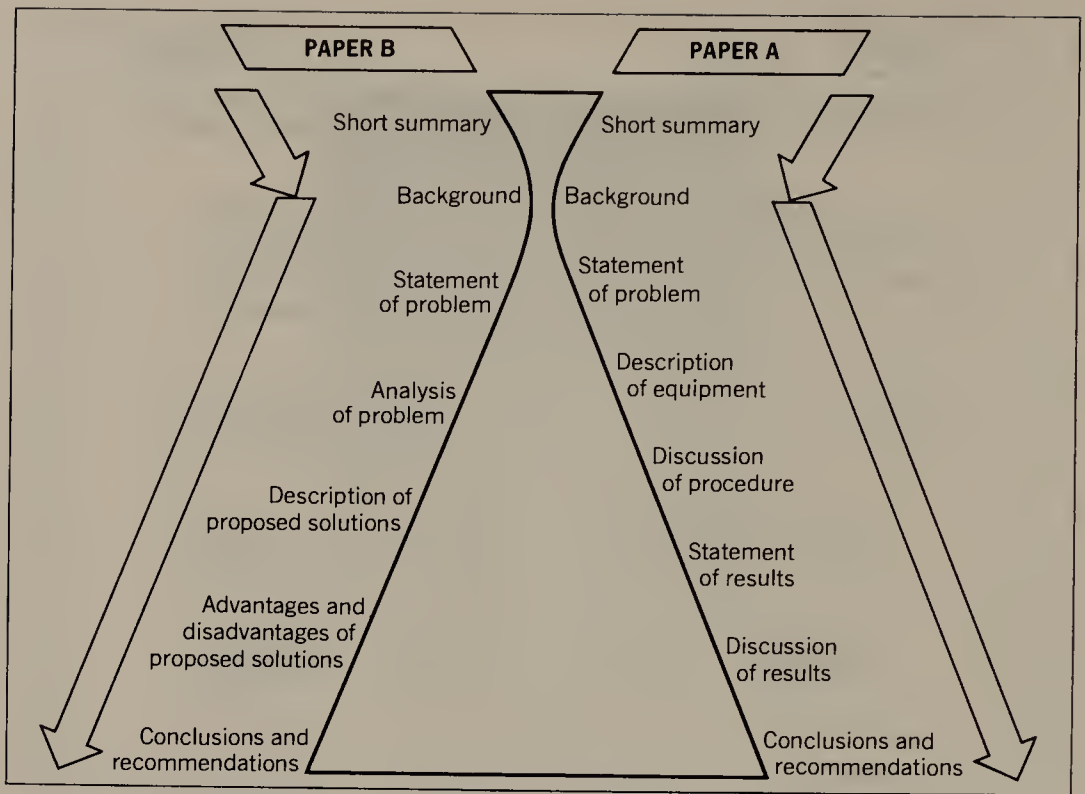 PAPER B
Short summary
Background
Statement
of problem
Analysis
of problem
Description of
proposed solutions
Advantages and
disadvantages of
proposed solutions
Conclusions and
recommendations
PAPER A
Short summary
Background
Statement
of problem
Description
of equipment
Discussion
of procedure
Statement
of results
Discussion
of results
Conclusions and
recommendations